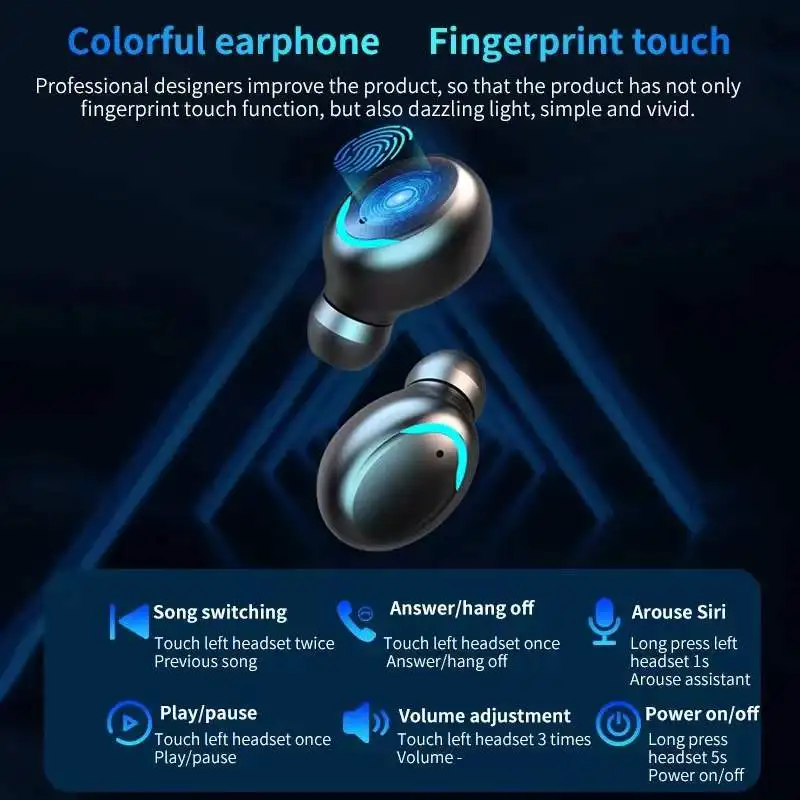 Colorful earphone Fingerprint touch
Professional designers improve the product, so that the product has not only
fingerprint touch function, but also dazzling light, simple and vivid.
Song switching
Touch left headset twice
Previous song
Answer/hang off
Touch left headset once
Answer/hang off
Arouse Siri
Long press left
headset 1s
Arouse assistant
Play/pause
Touch left headset once
Play/pause
Volume adjustment
Touch left headset 3 times
Volume -
Power on/off
Long press
headset 5s
Power on/off